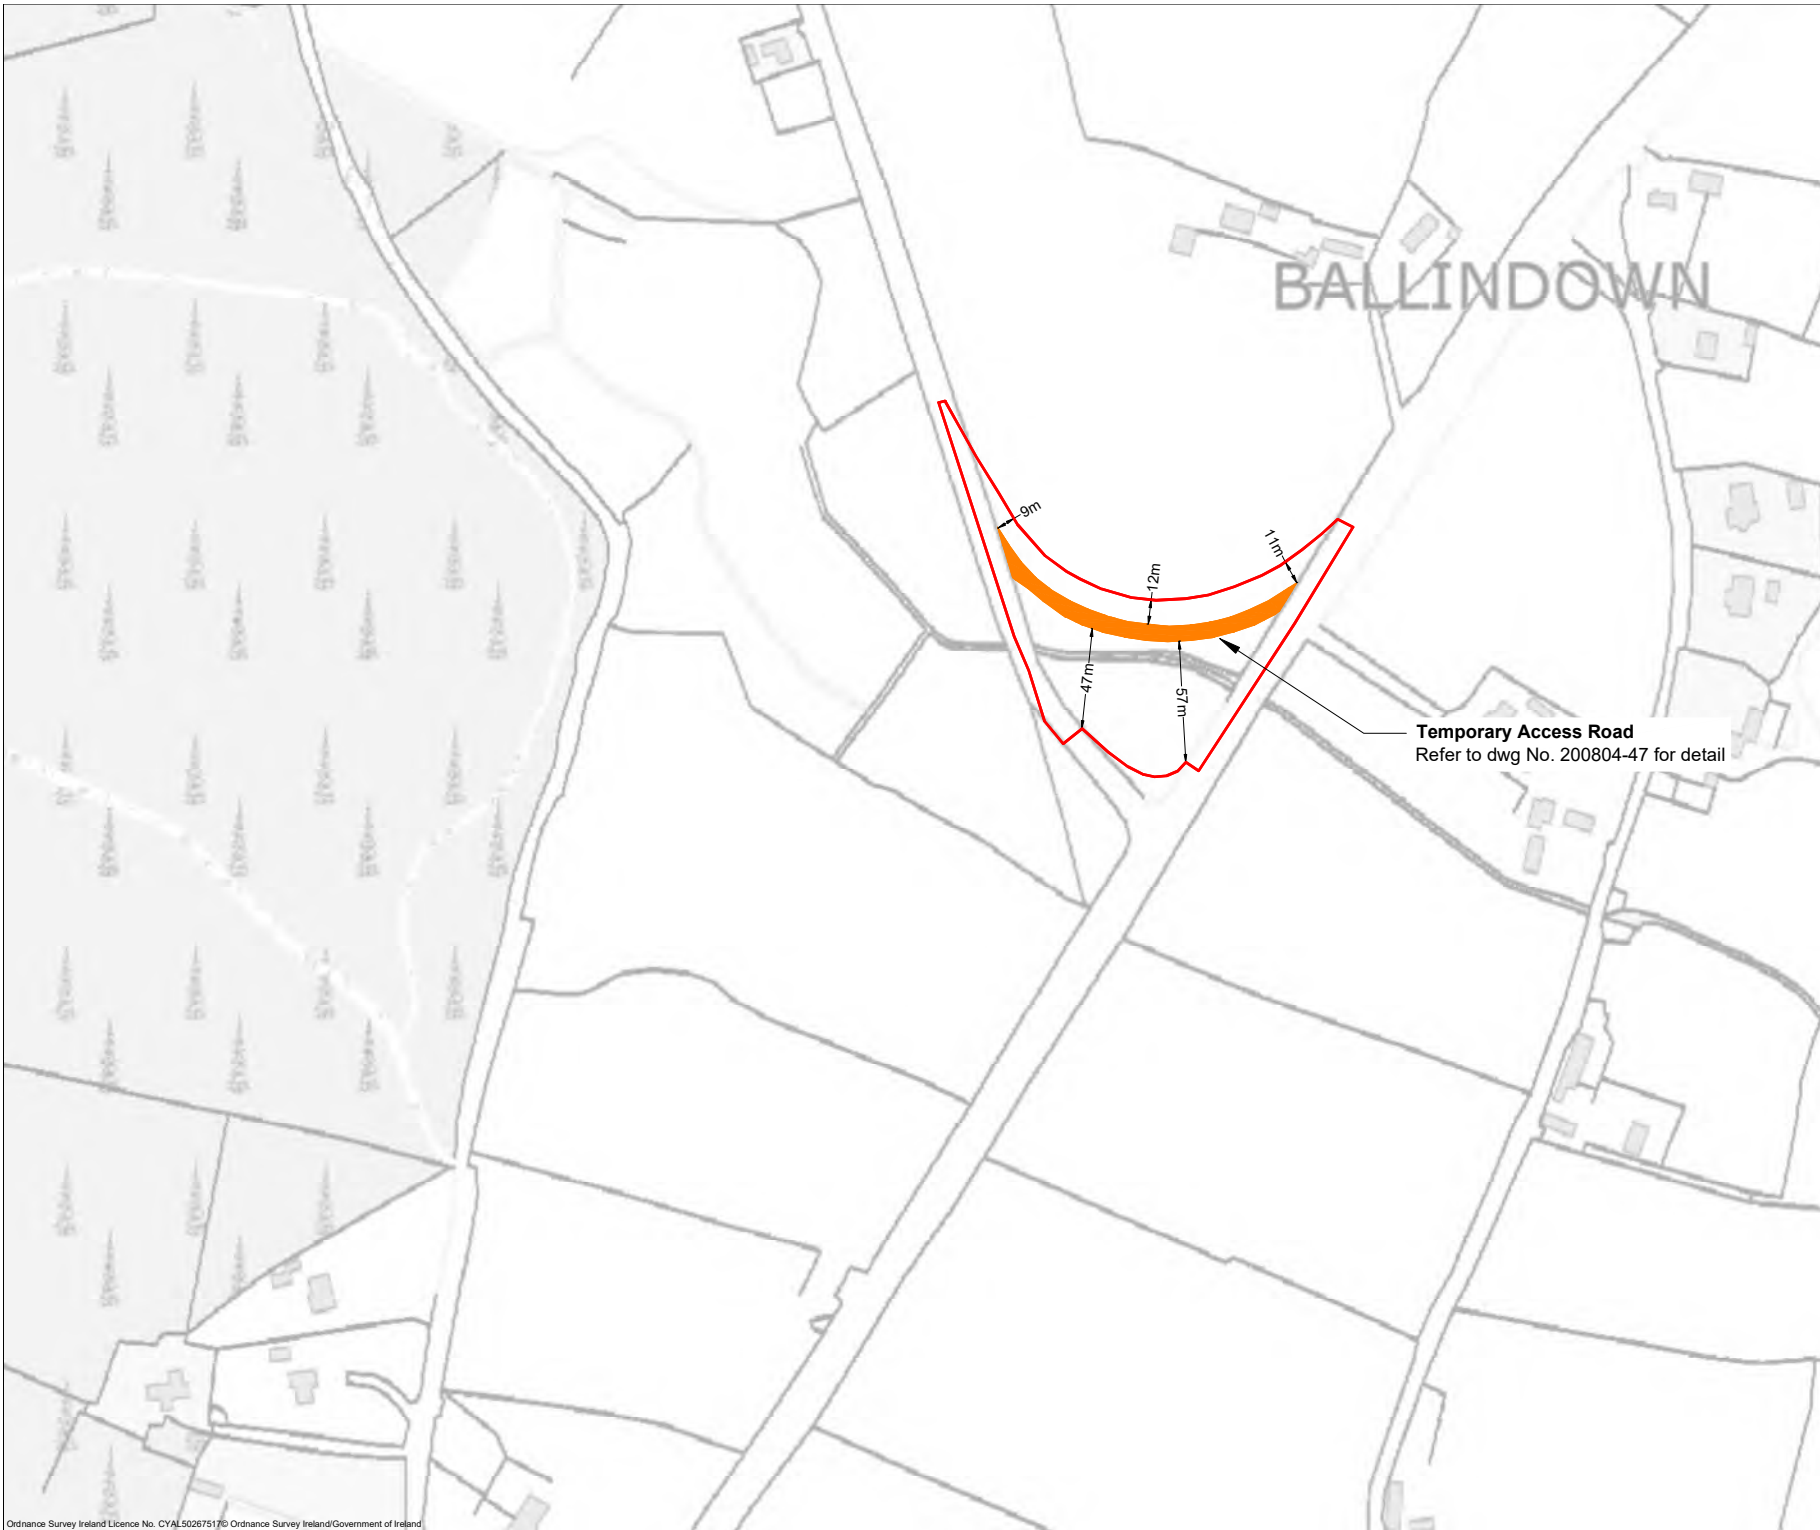 BALLINDOWN
9m
11m
12m
47m
57m
Temporary Access Road
Refer to dwg No. 200804-47 for detail
Ordnance Survey Ireland Licence No. CYAL50267517© Ordnance Survey Ireland/Government of Ireland